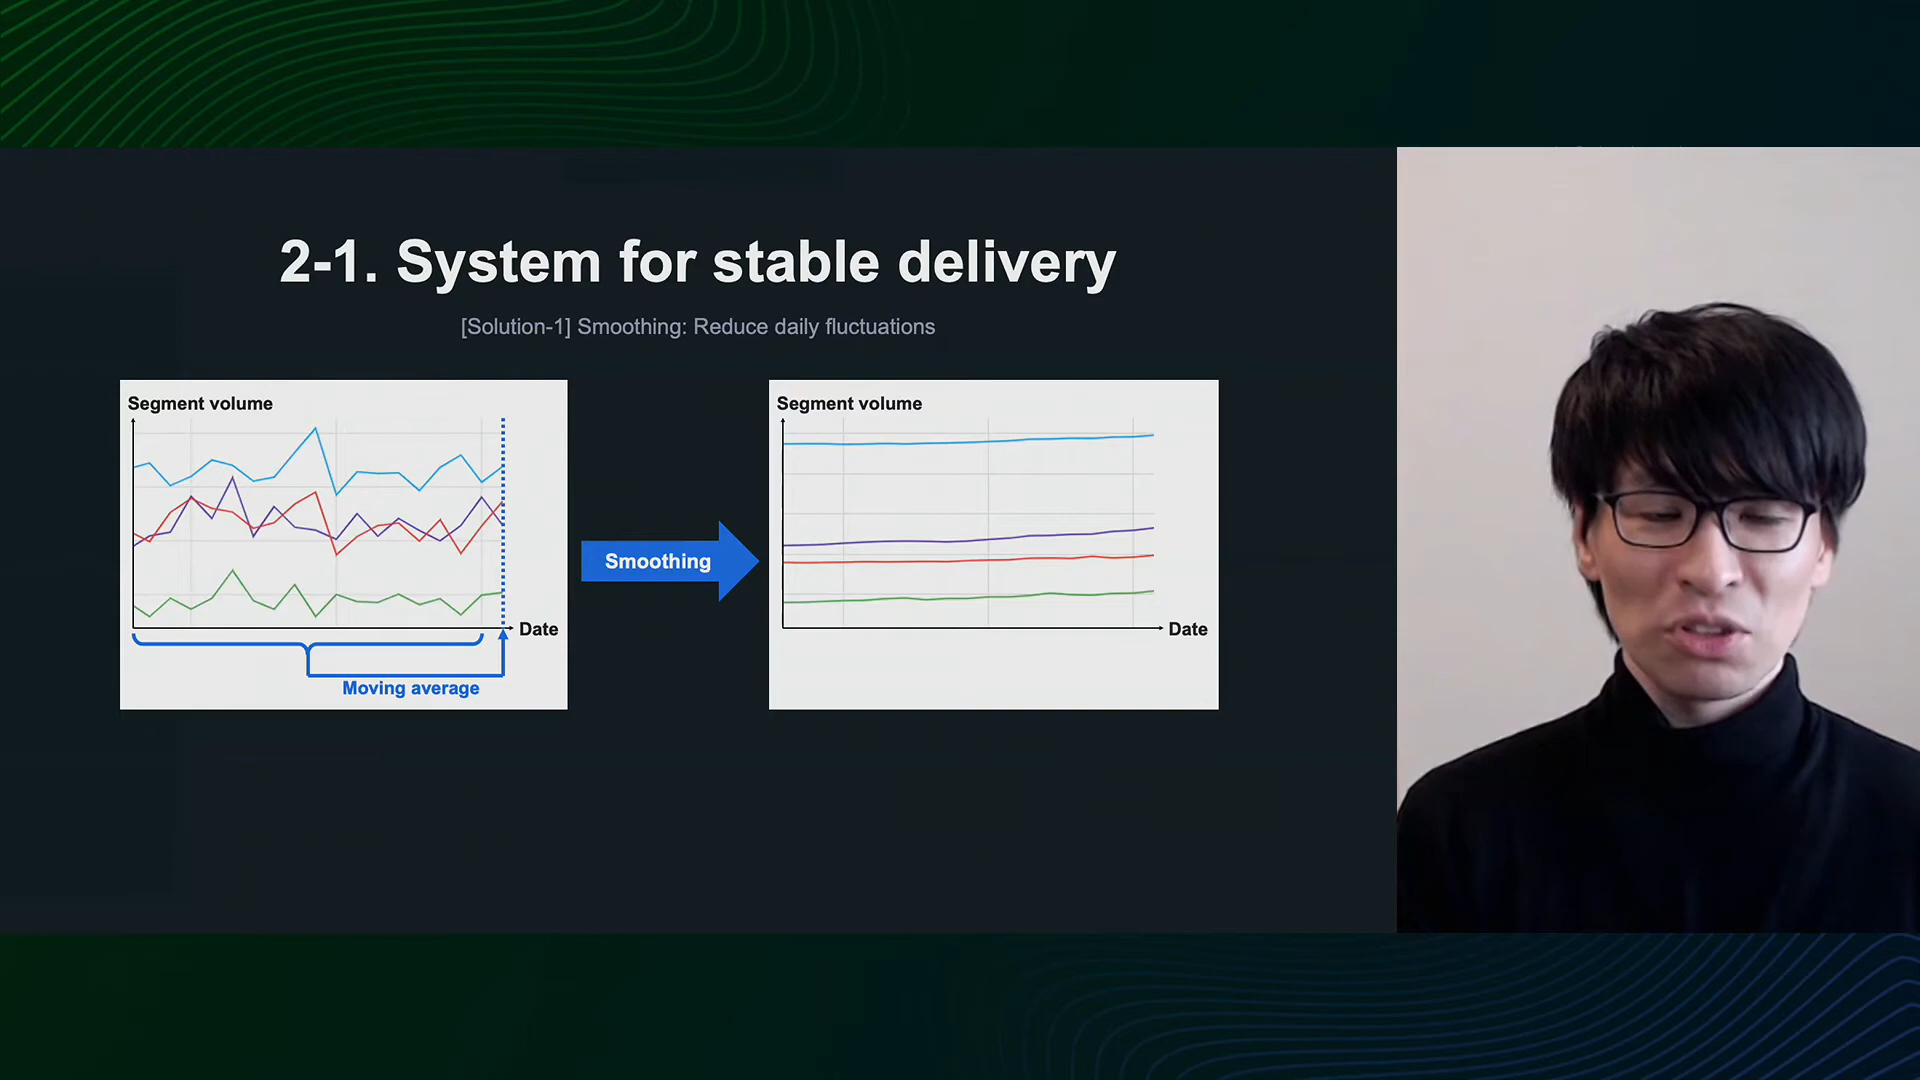 2-1. System for stable delivery
[Solution-1] Smoothing: Reduce daily fluctuations
Segment volume
Date
Moving average
Smoothing
Segment volume
Date